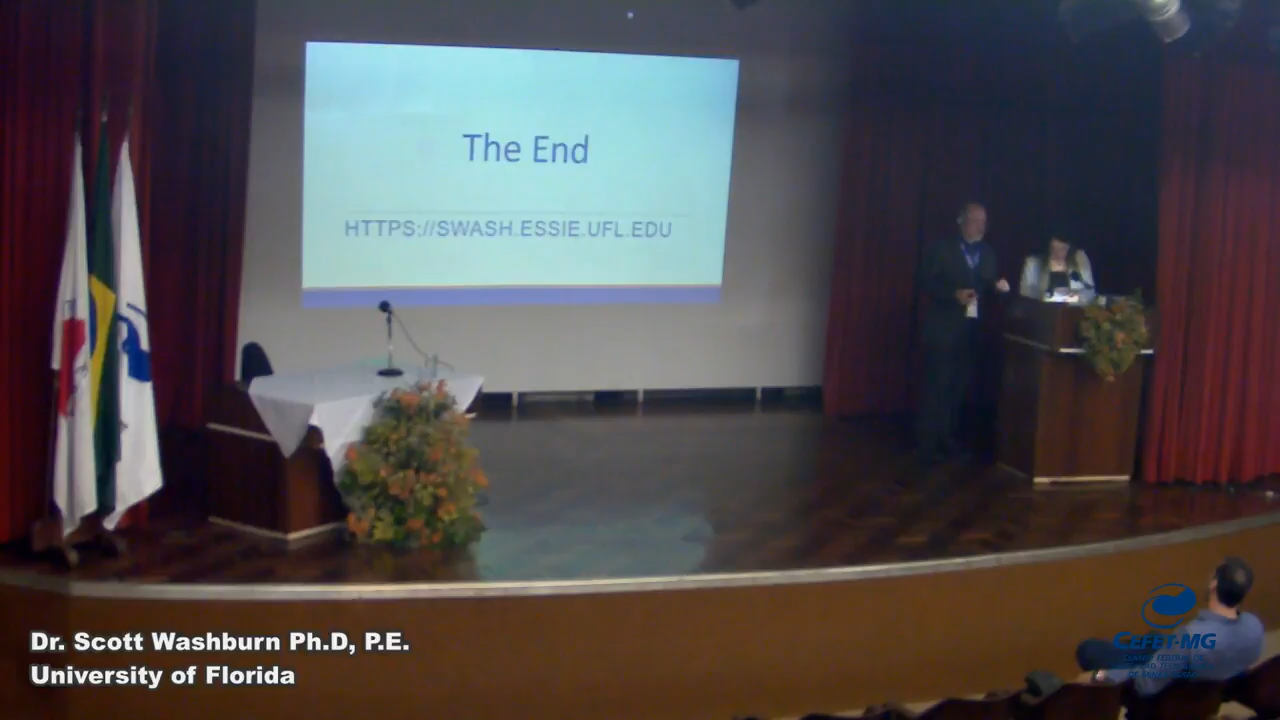 The End
HTTPS://SWASH.ESSIE.UFL.EDU
Dr. Scott Washburn Ph.D, P.E.
University of Florida
CEFET-MG